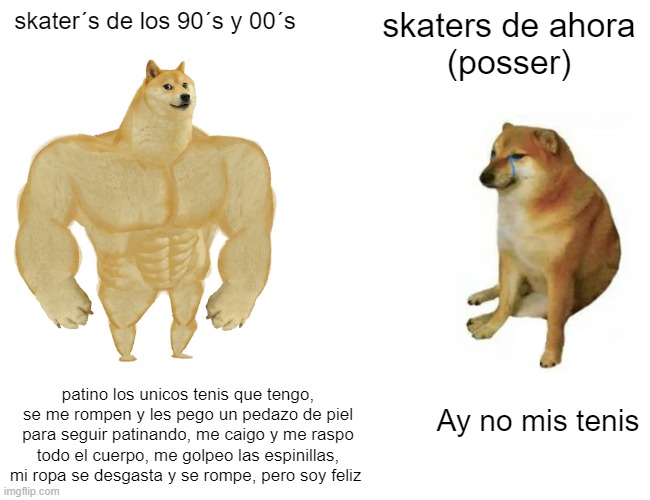 skater´s de los 90´s y 00´s
skaters de ahora
(posser)
patino los unicos tenis que tengo,
se me rompen y les pego un pedazo de piel
para seguir patinando, me caigo y me raspo
todo el cuerpo, me golpeo las espinillas,
mi ropa se desgasta y se rompe, pero soy feliz
Ay no mis tenis
imgflip.com